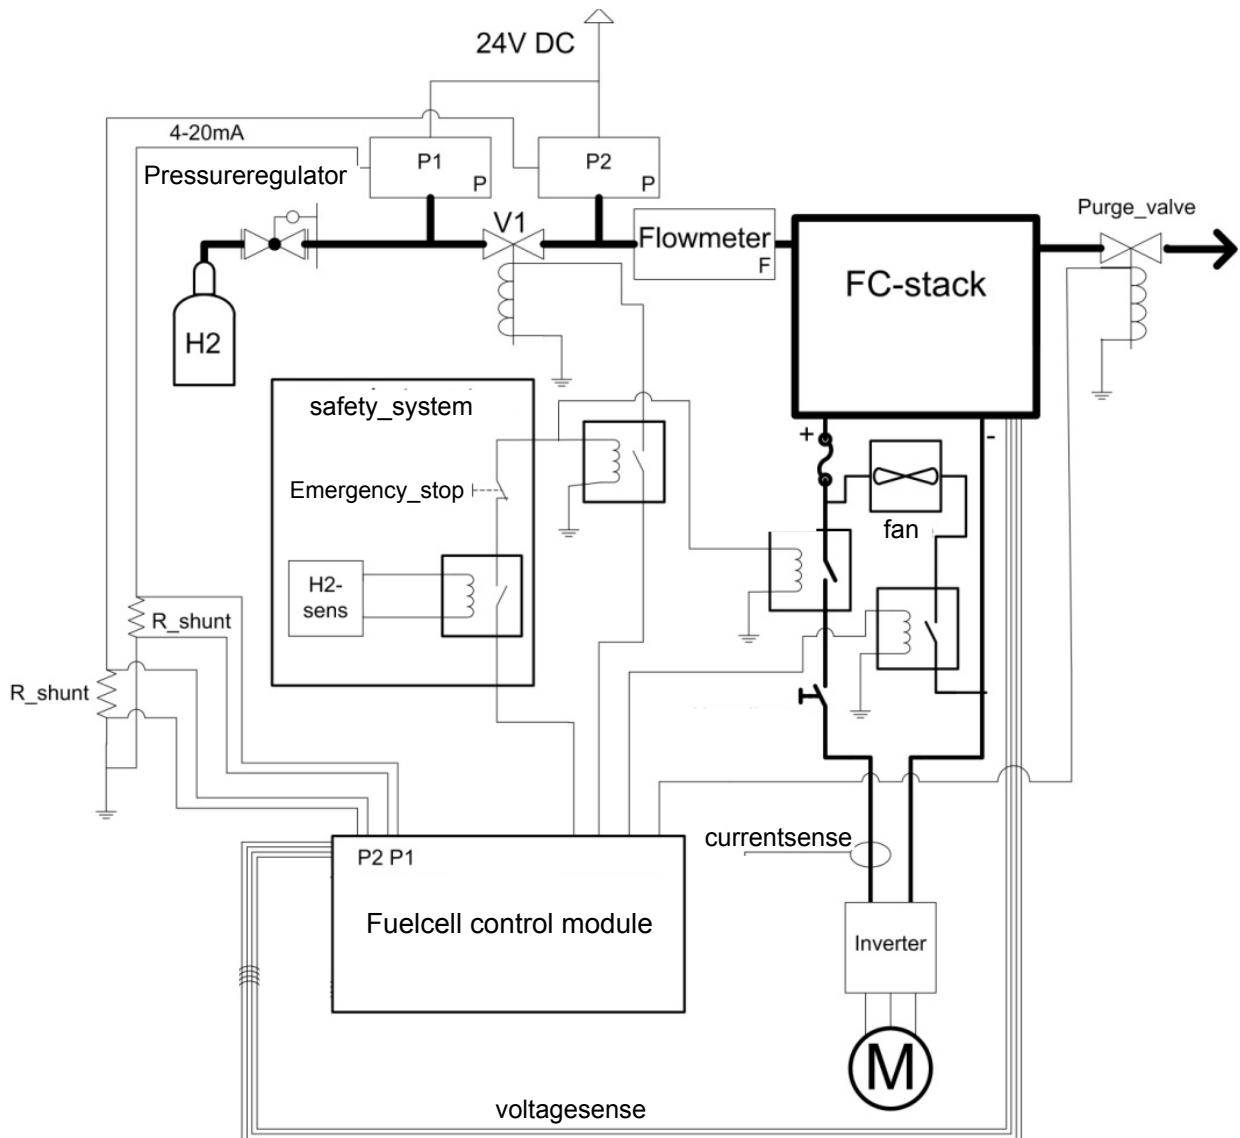 24V DC
4-20mA
P1
P
P2
P
Pressureregulator
V1
Flowmeter
F
Purge_valve
FC-stack
H2
safety_system
+
-
Emergency_stop
fan
H2-
sens
R_shunt
R_shunt
currentsense
P2 P1
Fuelcell control module
Inverter
M
voltagesense